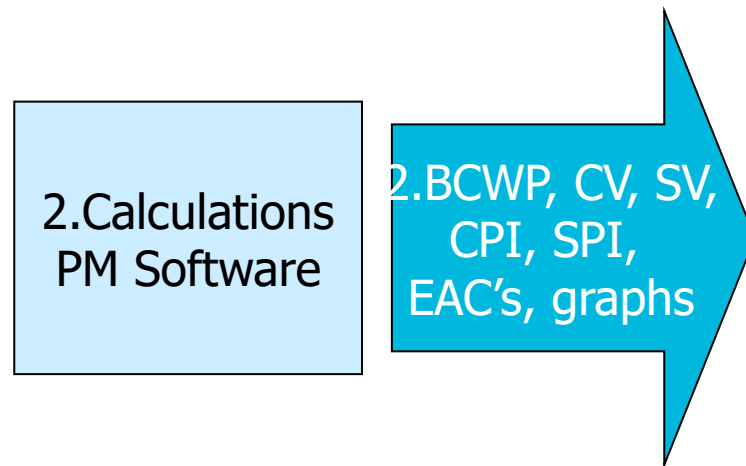 2.Calculations
PM Software
2.BCWP, CV, SV,
CPI, SPI,
EAC’s, graphs